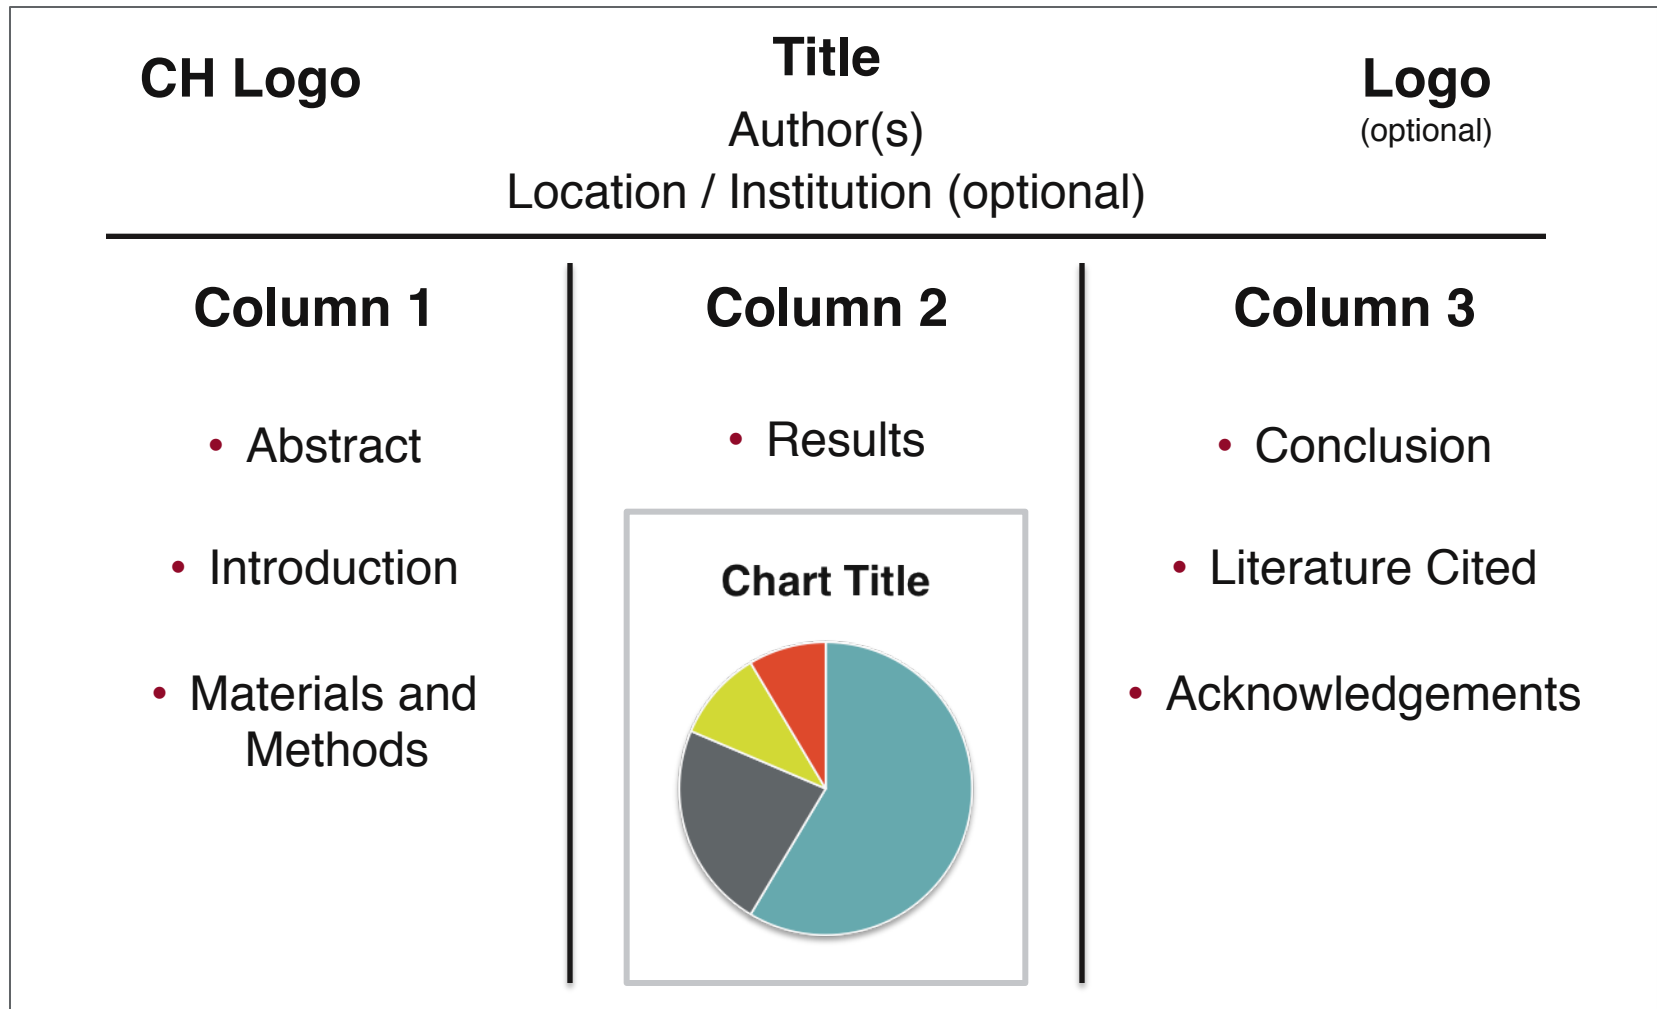 CH Logo
Title
Author(s)
Location / Institution (optional)
Logo
(optional)
Column 1
• Abstract
• Introduction
• Materials and
Methods
Column 2
• Results
Chart Title
Column 3
• Conclusion
• Literature Cited
• Acknowledgements